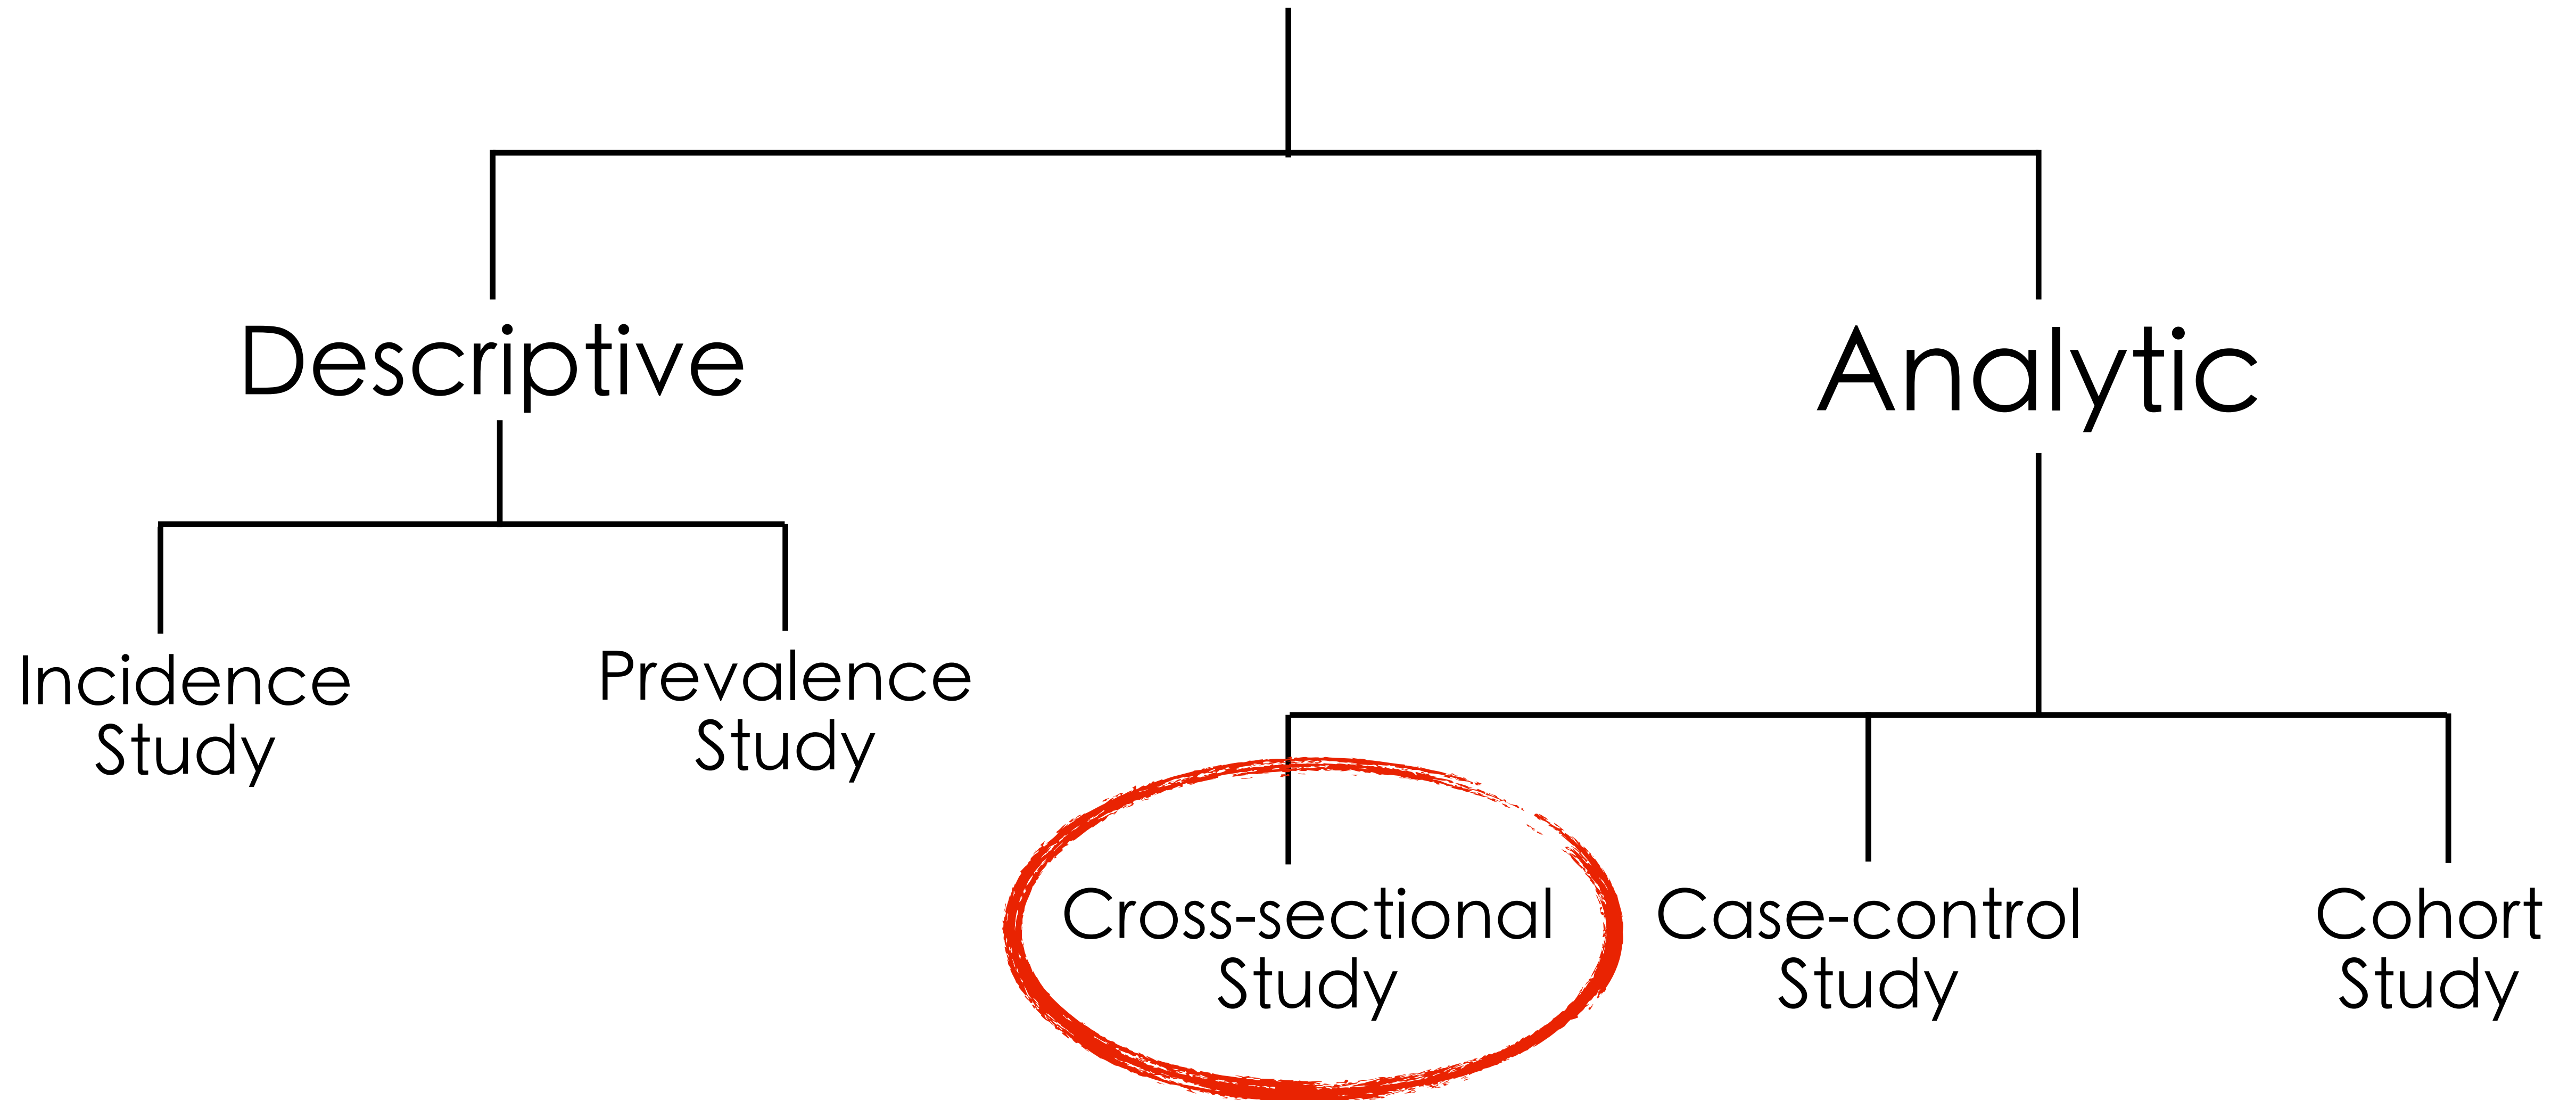 Descriptive
Analytic
Incidence
Study
Prevalence
Study
Cross-sectional
Study
Case-control
Study
Cohort
Study